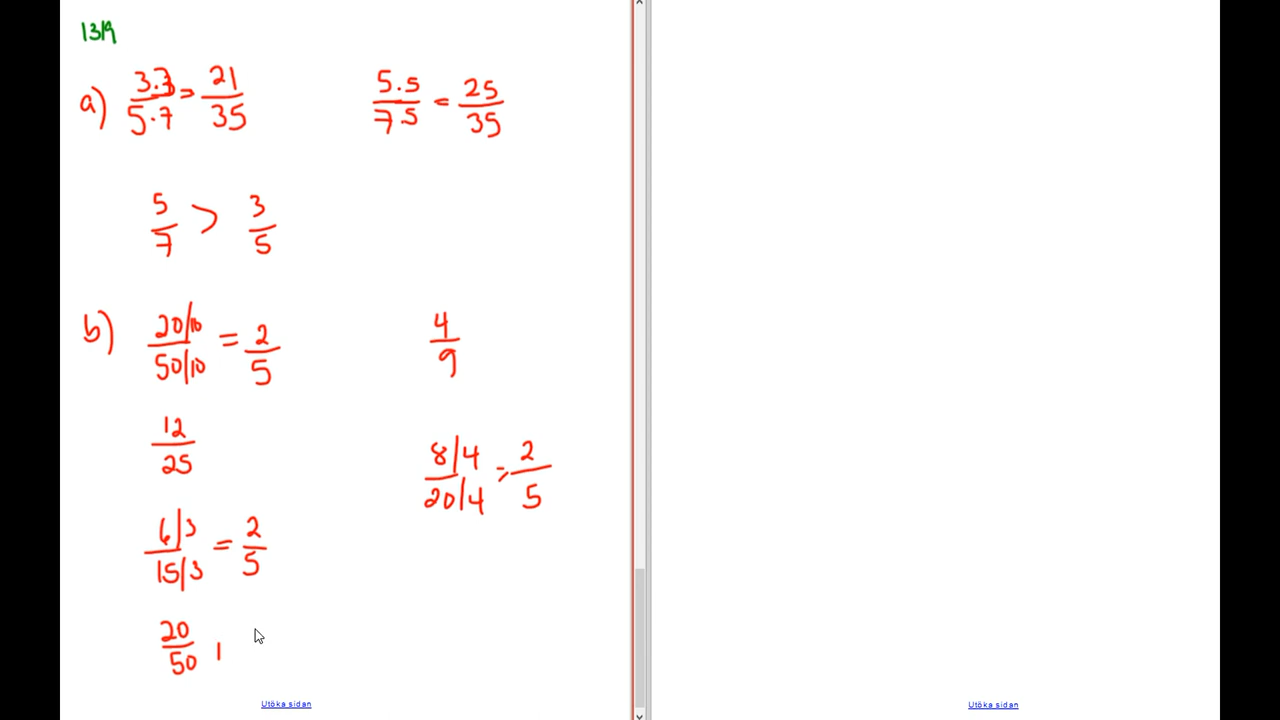 1319
a) 3·3/5·7 = 21/35    5·5/7 5 = 25/35
5/7 > 3/5
b) 20/10 / 50/10 = 2/5    4/9
12/25    8/4 / 20/4 = 2/5
6/3 / 15/3 = 2/5
20/50 ,
Utöka sidan    Utöka sidan